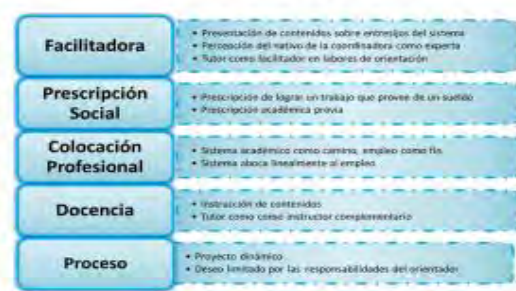 Facilitadora
• Presentación de contenidos sobre entresijos del sistema
• Percepción del nativo de la coordinadora como experta
• Tutor como facilitador en labores de orientación
Prescripción
Social
• Prescripción de lograr un trabajo que provee de un sueldo
• Prescripción académica previa
Colocación
Profesional
• Sistema académico como camino, empleo como fin
• Sistema aboca linealmente al empleo
Docencia
• Instrucción de contenidos
• Tutor como como instructor complementario
Proceso
• Proyecto dinámico
• Deseo limitado por las responsabilidades del orientador